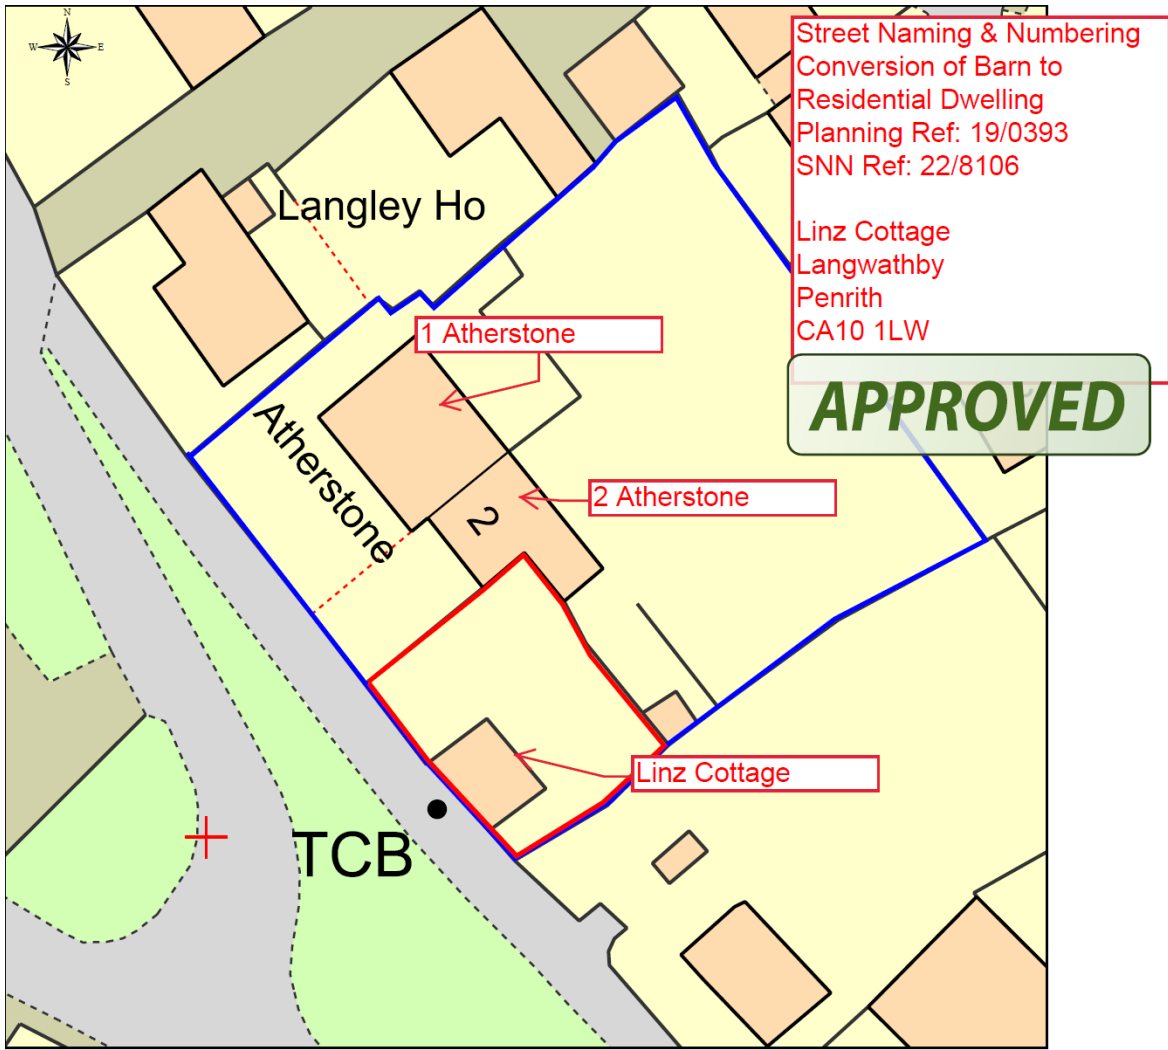 N
W E
S
Street Naming & Numbering
Conversion of Barn to
Residential Dwelling
Planning Ref: 19/0393
SNN Ref: 22/8106
Linz Cottage
Langwathby
Penrith
CA10 1LW
APPROVED
Langley Ho
1 Atherstone
Atherstone
2 Atherstone
2
Linz Cottage
TCB